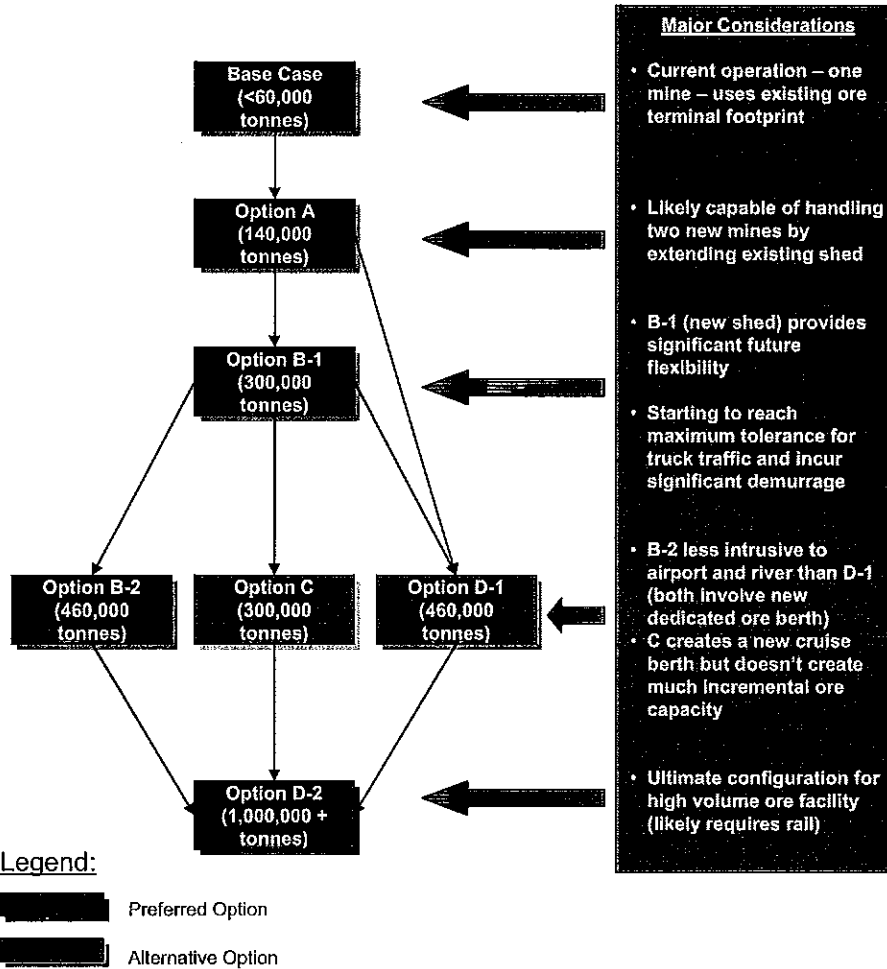 Base Case
(<60,000
tonnes)
Option A
(140,000
tonnes)
Option B-1
(300,000
tonnes)
Option B-2
(460,000
tonnes)
Option C
(300,000
tonnes)
Option D-1
(460,000
tonnes)
Option D-2
(1,000,000 +
tonnes)
Major Considerations
• Current operation – one
mine – uses existing ore
terminal footprint
• Likely capable of handling
two new mines by
extending existing shed
• B-1 (new shed) provides
significant future
flexibility
• Starting to reach
maximum tolerance for
truck traffic and incur
significant demurrage
• B-2 less intrusive to
airport and river than D-1
(both involve new
dedicated ore berth)
• C creates a new cruise
berth but doesn't create
much incremental ore
capacity
• Ultimate configuration for
high volume ore facility
(likely requires rail)
Legend:
Preferred Option
Alternative Option